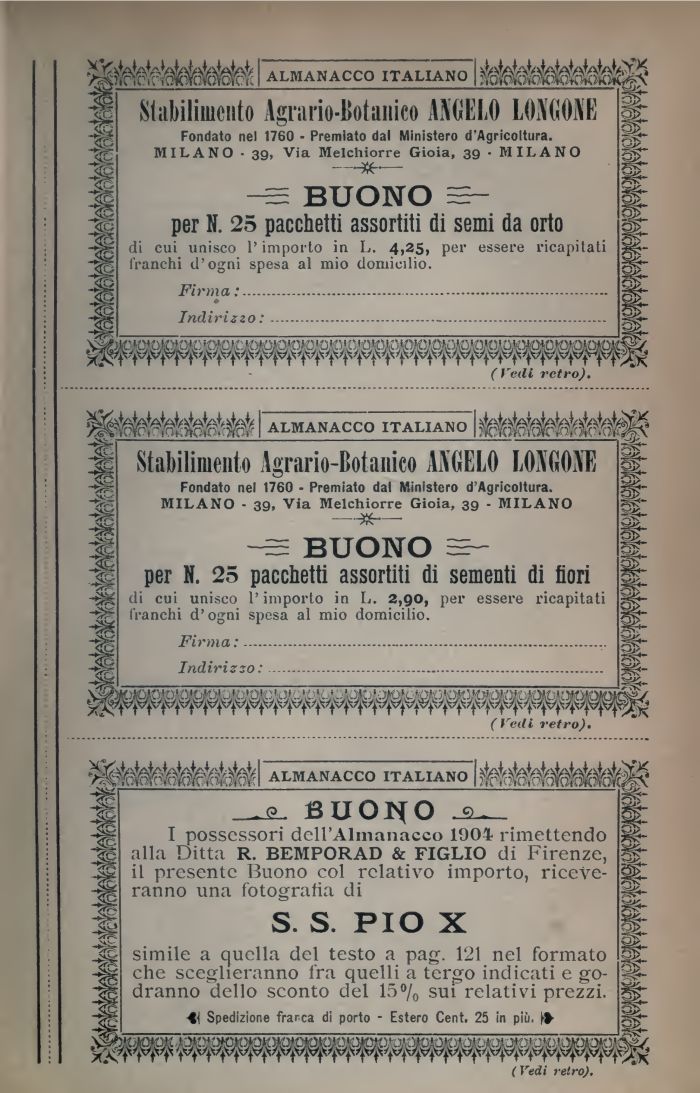 ALMANACCO ITALIANO
Stabilimento Agrario-Botanico ANGELO LONGONE
Fondato nel 1760 - Premiato dal Ministero d'Agricoltura.
MILANO - 39, Via Melchiorre Gioia, 39 - MILANO
BUONO
per N. 25 pacchetti assortiti di semi da orto
di cui unisco l'importo in L. 4,25, per essere ricapitati
franchi d'ogni spesa al mio domicilio.
Firma:
Indirizzo:
(Vedi retro).
ALMANACCO ITALIANO
Stabilimento Agrario-Botanico ANGELO LONGONE
Fondato nel 1760 - Premiato dal Ministero d'Agricoltura.
MILANO - 39, Via Melchiorre Gioia, 39 - MILANO
BUONO
per N. 25 pacchetti assortiti di sementi di fiori
di cui unisco l'importo in L. 2,90, per essere ricapitati
franchi d'ogni spesa al mio domicilio.
Firma:
Indirizzo:
(Vedi retro).
ALMANACCO ITALIANO
BUONO
I possessori dell'Almanacco 1904 rimettendo
alla Ditta R. BEMPORAD & FIGLIO di Firenze,
il presente Buono col relativo importo, riceve-
ranno una fotografia di
S. S. PIO X
simile a quella del testo a pag. 121 nel formato
che sceglieranno fra quelli a tergo indicati e go-
dranno dello sconto del 15% sui relativi prezzi.
Spedizione franca di porto - Estero Cent. 25 in più.
(Vedi retro).